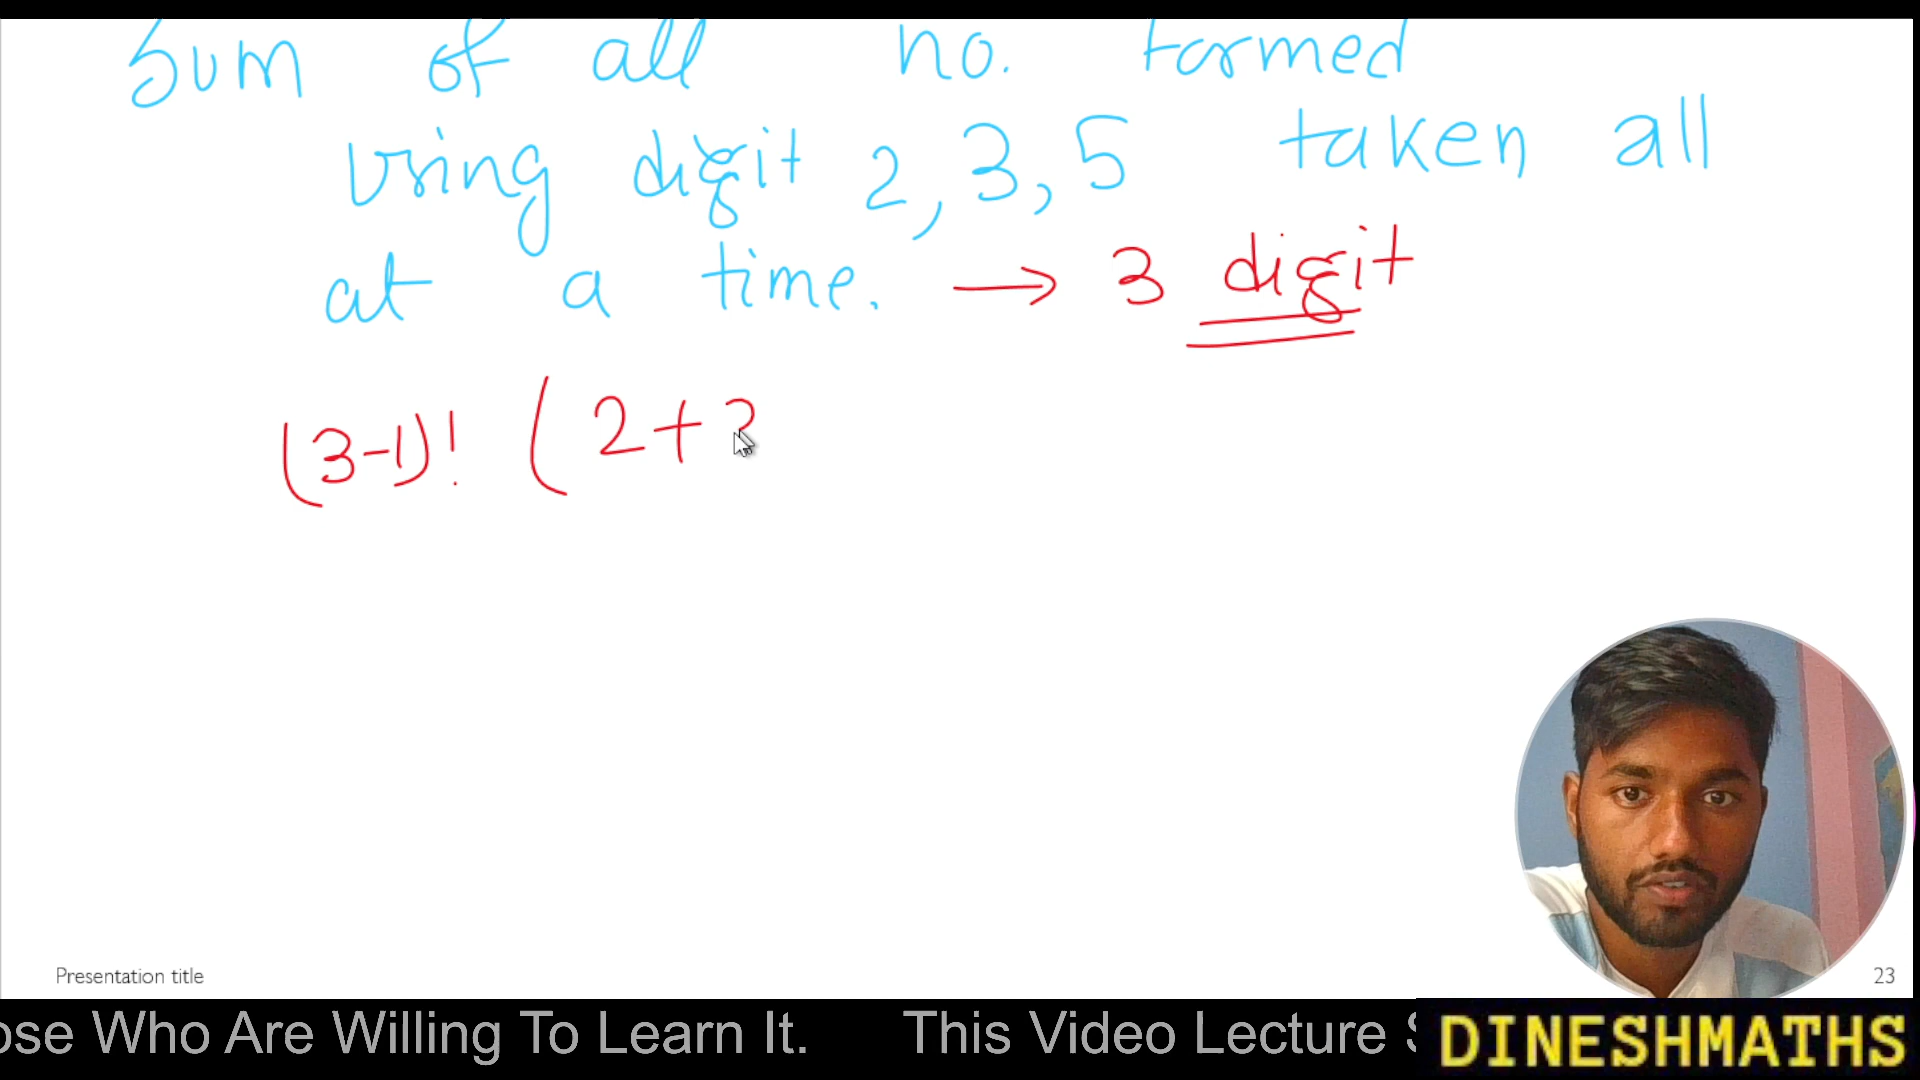 Sum of all no. formed
using digit 2, 3, 5 taken all
at a time. → 3 digit
(3-1)! ( 2+3
Presentation title
23
ose Who Are Willing To Learn It. This Video Lecture S
DINESHMATHS